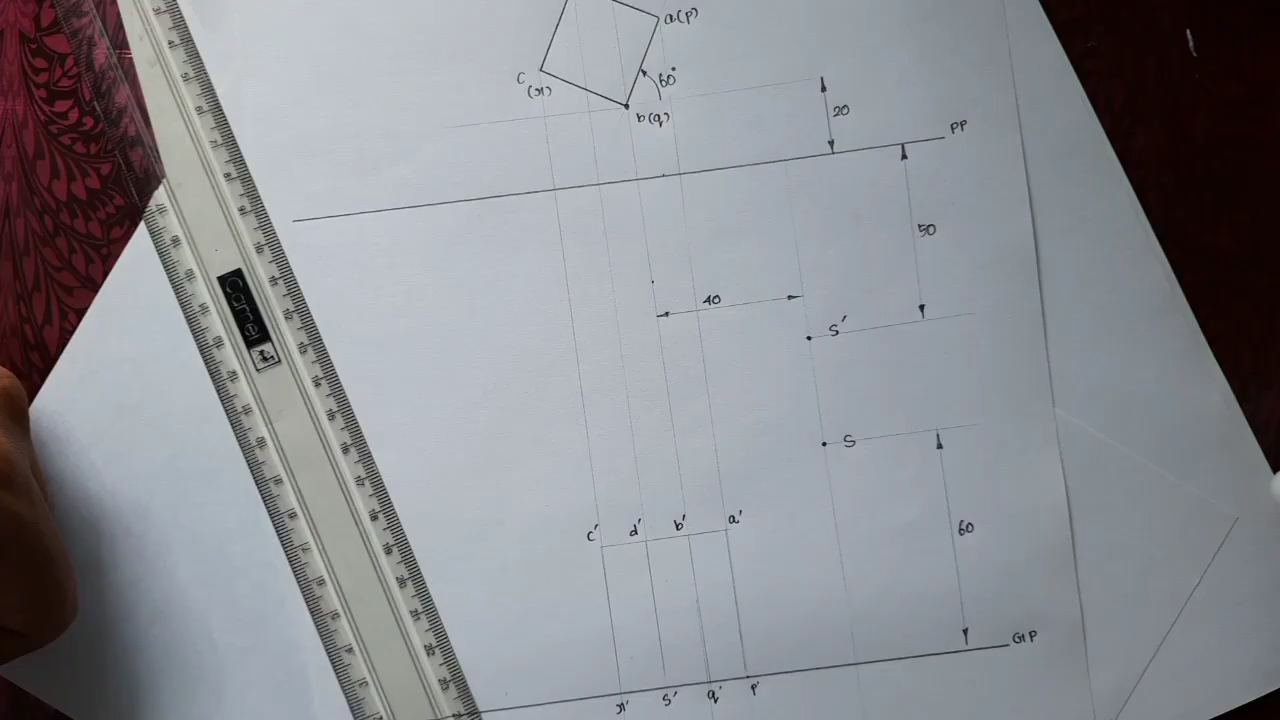 a(p)
c
(r)
60°
b(q)
20
PP
50
40
s'
s
c' d' b' a'
60
GP
r' s' q' p'
Camel